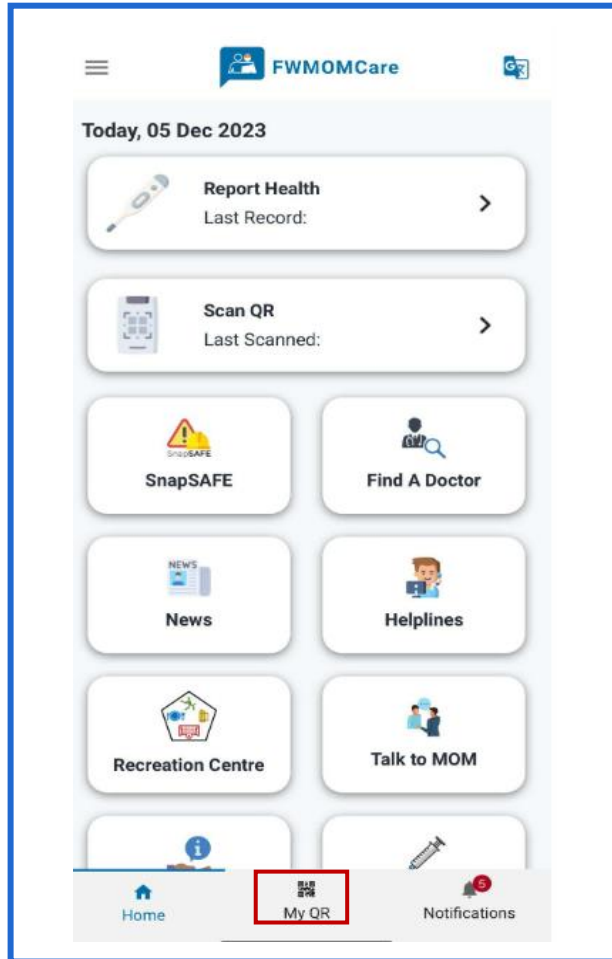 FWMOMCare
Today, 05 Dec 2023
Report Health
Last Record:
Scan QR
Last Scanned:
SnapSAFE
SnapSAFE
Find A Doctor
NEWS
News
Helplines
Recreation Centre
Talk to MOM
5
Home
My QR
Notifications